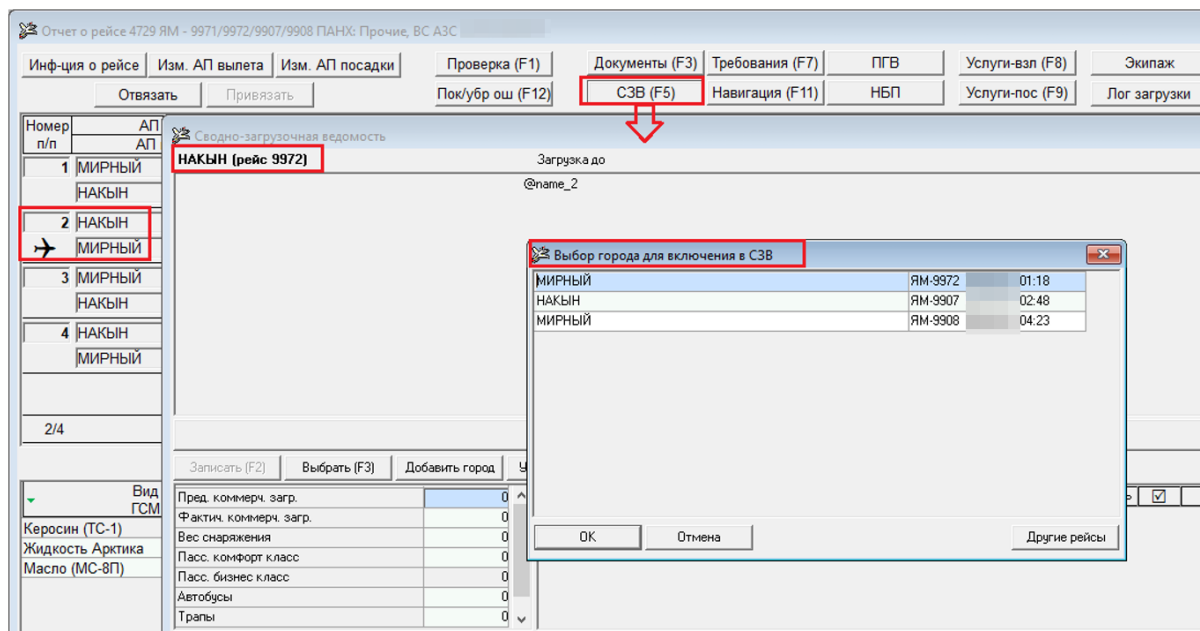 Отчет о рейсе 4729 ЯМ - 9971/9972/9907/9908 ПАНХ: Прочие, ВС АЗС
Инф-ция о рейсе Изм. АП вылета Изм. АП посадки Проверка (F1) Документы (F3) Требования (F7) ПГВ Услуги-взл (F8) Экипаж
Отвязать Привязать Пок/убр ош (F12) СЗВ (F5) Навигация (F11) НБП Услуги-пос (F9) Лог загрузки
Номер АП
п/п АП
Сводно-загрузочная ведомость
НАКЫН (рейс 9972) Загрузка до
@name_2
1 МИРНЫЙ
НАКЫН
2 НАКЫН
МИРНЫЙ
3 МИРНЫЙ
НАКЫН
4 НАКЫН
МИРНЫЙ
2/4
Выбор города для включения в СЗВ
МИРНЫЙ ЯМ-9972 01:18
НАКЫН ЯМ-9907 02:48
МИРНЫЙ ЯМ-9908 04:23
OK Отмена Другие рейсы
Записать (F2) Выбрать (F3) Добавить город
Вид
ГСМ
Керосин (ТС-1)
Жидкость Арктика
Масло (МС-8П)
Пред. коммерч. загр. 0
Фактич. коммерч. загр. 0
Вес снаряжения 0
Пасс. комфорт класс 0
Пасс. бизнес класс 0
Автобусы 0
Трапы 0